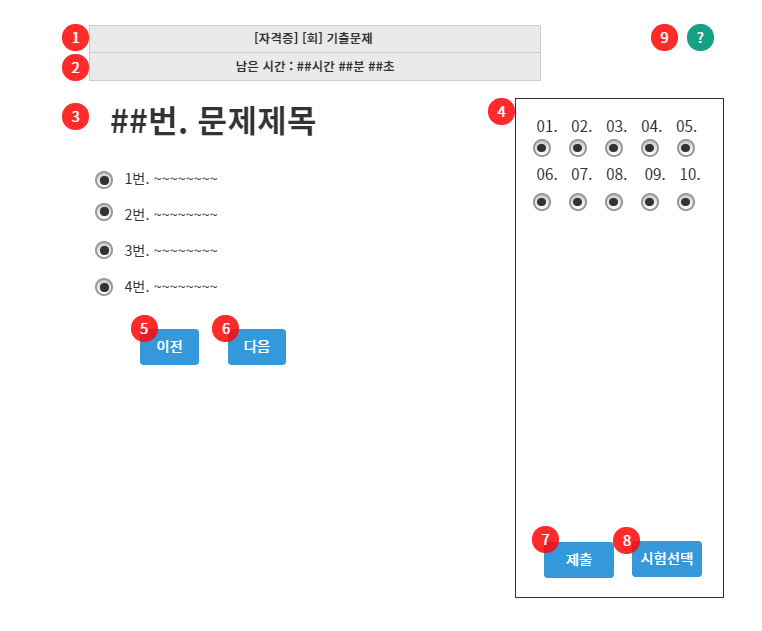 1 [자격증] [회] 기출문제
2 남은 시간 : ##시간 ##분 ##초
9 ?
3 ##번. 문제제목
1번. ~~~~~~~~
2번. ~~~~~~~~
3번. ~~~~~~~~
4번. ~~~~~~~~
5 이전
6 다음
4
01. 02. 03. 04. 05.
06. 07. 08. 09. 10.
7 제출
8 시험선택